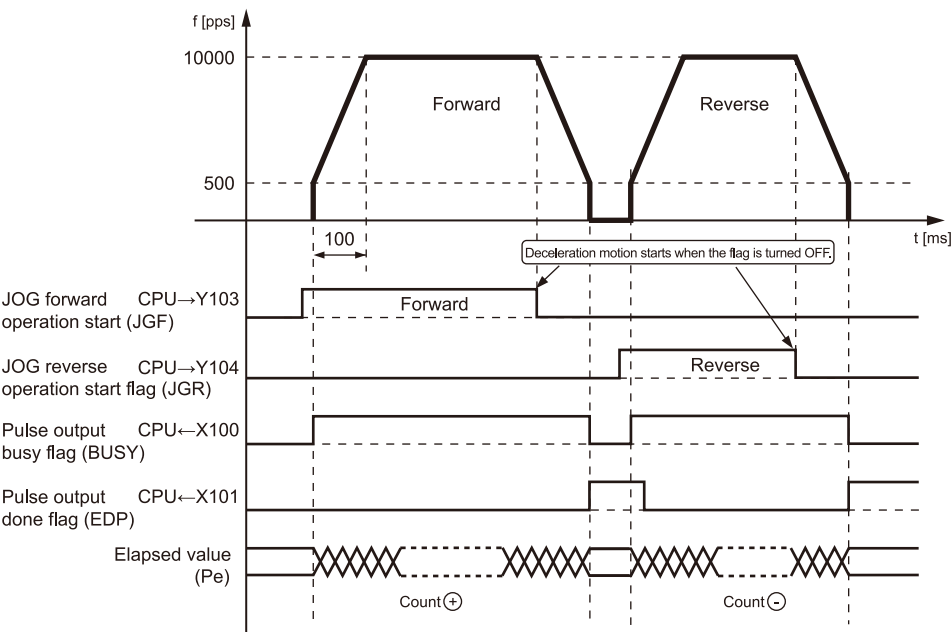 f [pps]
10000
Forward
Reverse
500
t [ms]
100
Deceleration motion starts when the flag is turned OFF.
JOG forward CPU→Y103
operation start (JGF)
Forward
JOG reverse CPU→Y104
operation start flag (JGR)
Reverse
Pulse output CPU←X100
busy flag (BUSY)
Pulse output CPU←X101
done flag (EDP)
Elapsed value
(Pe)
Count⊕
Count⊖